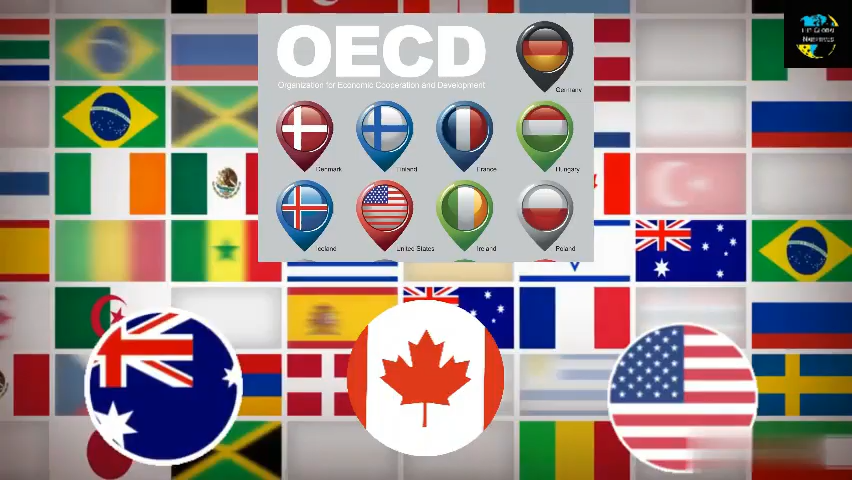 OECD
Organization for Economic Cooperation and Development
Germany
Denmark
Finland
France
Hungary
Iceland
United States
Ireland
Poland